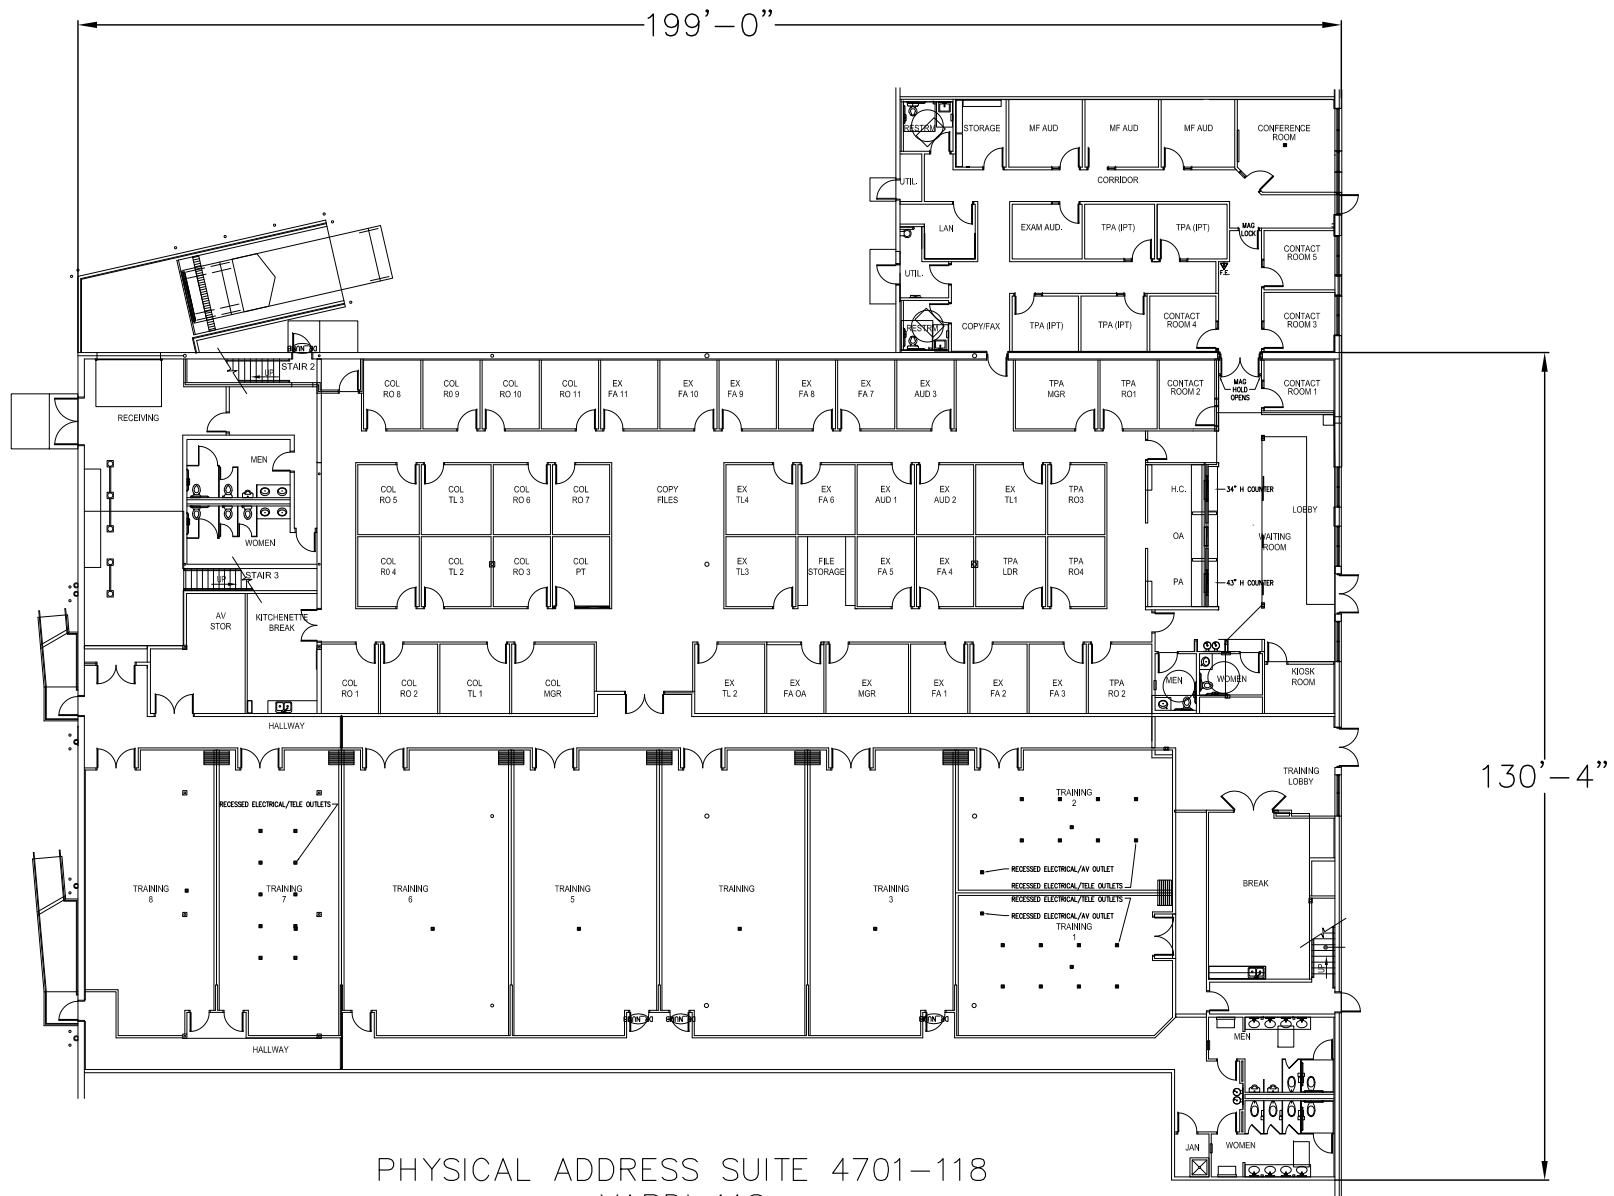 199'-0"
RESTRM
STORAGE
MF AUD
MF AUD
MF AUD
CONFERENCE
ROOM
UTIL.
CORRIDOR
LAN
EXAM AUD.
TPA (IPT)
TPA (IPT)
MAG
LOCK
CONTACT
ROOM 5
UTIL.
F.E.
RESTRM
COPY/FAX
TPA (IPT)
TPA (IPT)
CONTACT
ROOM 4
CONTACT
ROOM 3
STAIR 2
UP
RECEIVING
COL
RO 8
COL
R0 9
COL
RO 10
COL
RO 11
EX
FA 11
EX
FA 10
EX
FA 9
EX
FA 8
EX
FA 7
EX
AUD 3
TPA
MGR
TPA
RO1
CONTACT
ROOM 2
MAG
HOLD
OPENS
CONTACT
ROOM 1
MEN
WOMEN
COL
RO 5
COL
TL 3
COL
RO 6
COL
RO 7
COPY
FILES
EX
TL4
EX
FA 6
EX
AUD 1
EX
AUD 2
EX
TL1
TPA
RO3
H.C.
34" H COUNTER
LOBBY
OA
WAITING
ROOM
PA
43" H COUNTER
COL
R0 4
COL
TL 2
COL
RO 3
COL
PT
EX
TL3
FILE
STORAGE
EX
FA 5
EX
FA 4
TPA
LDR
TPA
RO4
UP
STAIR 3
AV
STOR
KITCHENETTE
BREAK
COL
RO 1
COL
RO 2
COL
TL 1
COL
MGR
EX
TL 2
EX
FA OA
EX
MGR
EX
FA 1
EX
FA 2
EX
FA 3
TPA
RO 2
MEN
WOMEN
KIOSK
ROOM
HALLWAY
TRAINING
LOBBY
130'-4"
RECESSED ELECTRICAL/TELE OUTLETS
TRAINING
2
RECESSED ELECTRICAL/AV OUTLET
RECESSED ELECTRICAL/TELE OUTLETS
RECESSED ELECTRICAL/TELE OUTLETS
RECESSED ELECTRICAL/AV OUTLET
TRAINING
8
TRAINING
7
TRAINING
6
TRAINING
5
TRAINING
TRAINING
3
TRAINING
1
BREAK
UP
HALLWAY
MEN
JAN
WOMEN
PHYSICAL ADDRESS SUITE 4701-118